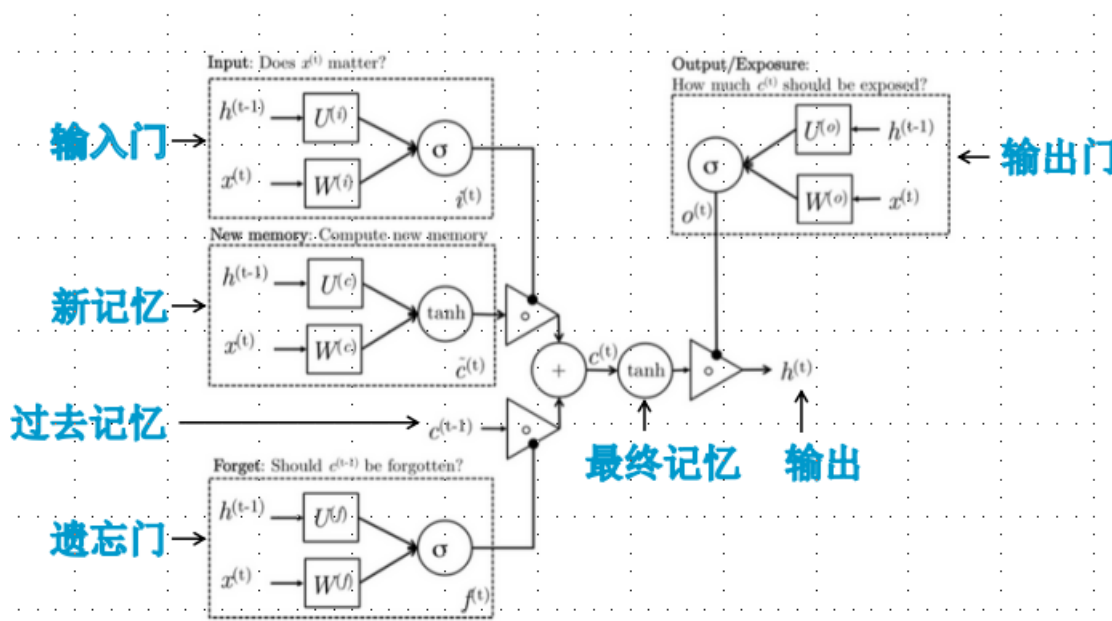 Input: Does x^(t) matter?
h^(t-1)
U^(i)
σ
x^(t)
W^(i)
i^(t)
输入门
Output/Exposure:
How much c^(t) should be exposed?
U^(o)
h^(t-1)
σ
W^(o)
x^(t)
o^(t)
输出门
New memory: Compute new memory
h^(t-1)
U^(c)
tanh
x^(t)
W^(c)
c̃^(t)
新记忆
+
c^(t)
tanh
h^(t)
过去记忆
c^(t-1)
最终记忆
输出
Forget: Should c^(t-1) be forgotten?
h^(t-1)
U^(f)
σ
x^(t)
W^(f)
f^(t)
遗忘门